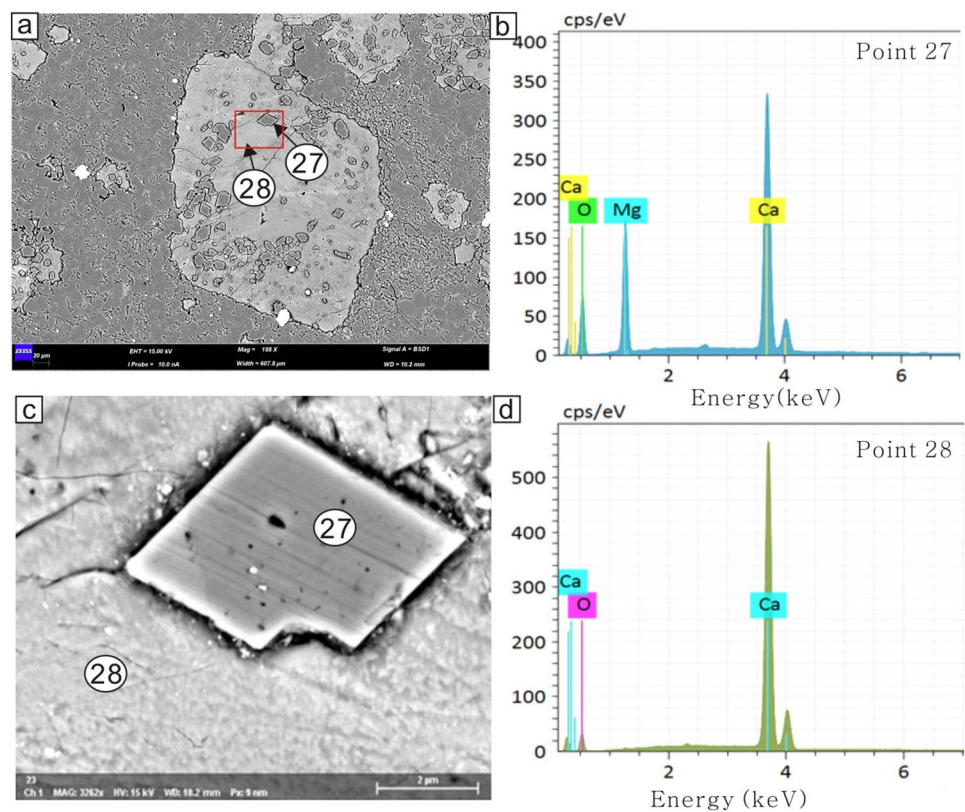 a
27
28
ZEISS
20 µm
EHT = 15.00 kV
I Probe = 10.0 nA
Mag = 188 X
Width = 607.8 µm
Signal A = BSD1
WD = 10.2 mm
b
cps/eV
Point 27
400
350
300
250
200
150
100
50
0
Ca
O
Mg
Ca
2
4
6
Energy(keV)
c
27
28
23
Ch 1 MAG: 3262x HV: 15 kV WD: 18.2 mm Px: 9 nm
2 µm
d
cps/eV
Point 28
500
400
300
200
100
0
Ca
O
Ca
2
4
6
Energy (keV)